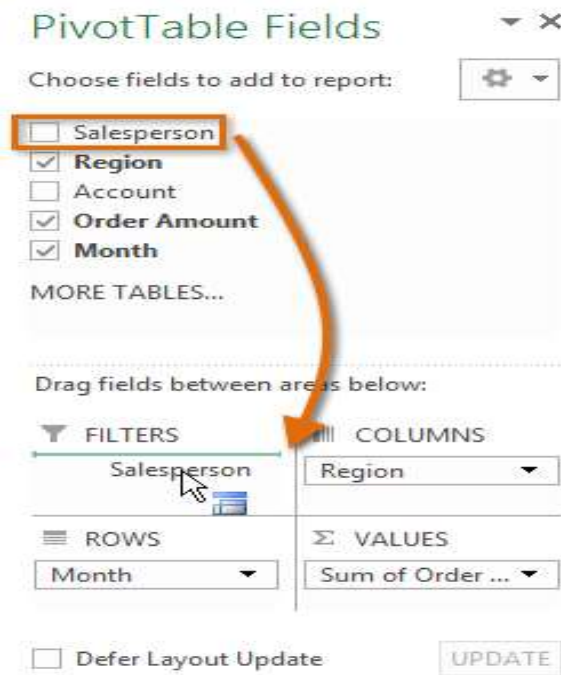 PivotTable Fields
Choose fields to add to report:
Salesperson
Region
Account
Order Amount
Month
MORE TABLES...
Drag fields between areas below:
FILTERS
Salesperson
COLUMNS
Region
ROWS
Month
Σ VALUES
Sum of Order ...
Defer Layout Update
UPDATE